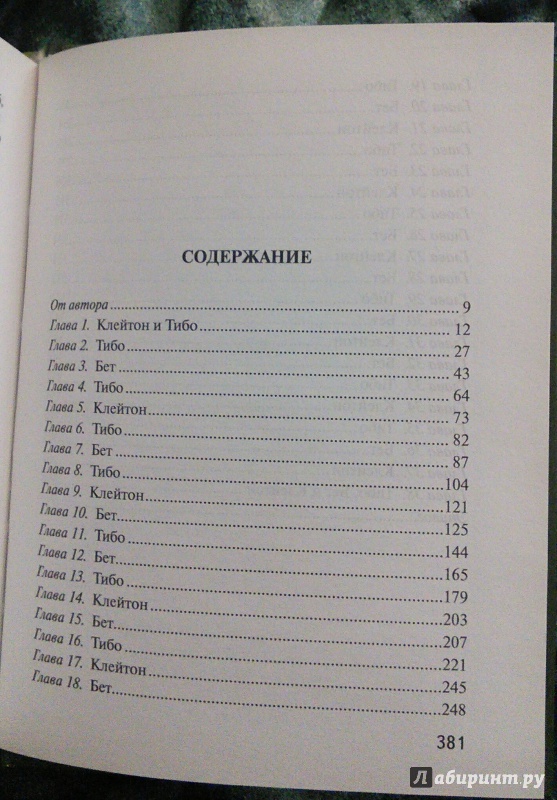 СОДЕРЖАНИЕ
От автора 9
Глава 1. Клейтон и Тибо 12
Глава 2. Тибо 27
Глава 3. Бет 43
Глава 4. Тибо 64
Глава 5. Клейтон 73
Глава 6. Тибо 82
Глава 7. Бет 87
Глава 8. Тибо 104
Глава 9. Клейтон 121
Глава 10. Бет 125
Глава 11. Тибо 144
Глава 12. Бет 165
Глава 13. Тибо 179
Глава 14. Клейтон 203
Глава 15. Бет 207
Глава 16. Тибо 221
Глава 17. Клейтон 245
Глава 18. Бет 248
381
Лабиринт.ру